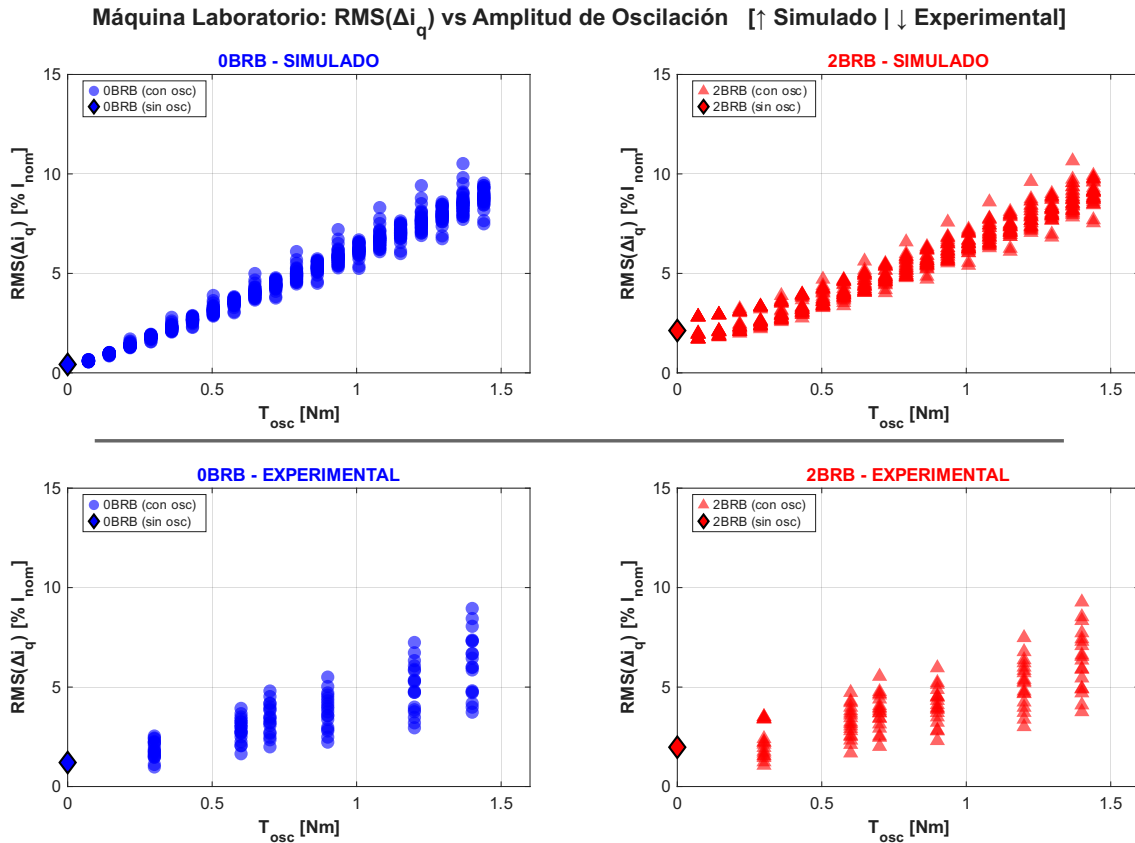 Máquina Laboratorio: RMS(Δi_q) vs Amplitud de Oscilación [↑ Simulado | ↓ Experimental]
0BRB - SIMULADO
15
10
5
0
RMS(Δi_q) [% I_nom]
0BRB (con osc)
0BRB (sin osc)
0 0.5 1 1.5
T_osc [Nm]
2BRB - SIMULADO
15
10
5
0
RMS(Δi_q) [% I_nom]
2BRB (con osc)
2BRB (sin osc)
0 0.5 1 1.5
T_osc [Nm]
0BRB - EXPERIMENTAL
15
10
5
0
RMS(Δi_q) [% I_nom]
0BRB (con osc)
0BRB (sin osc)
0 0.5 1 1.5
T_osc [Nm]
2BRB - EXPERIMENTAL
15
10
5
0
RMS(Δi_q) [% I_nom]
2BRB (con osc)
2BRB (sin osc)
0 0.5 1 1.5
T_osc [Nm]